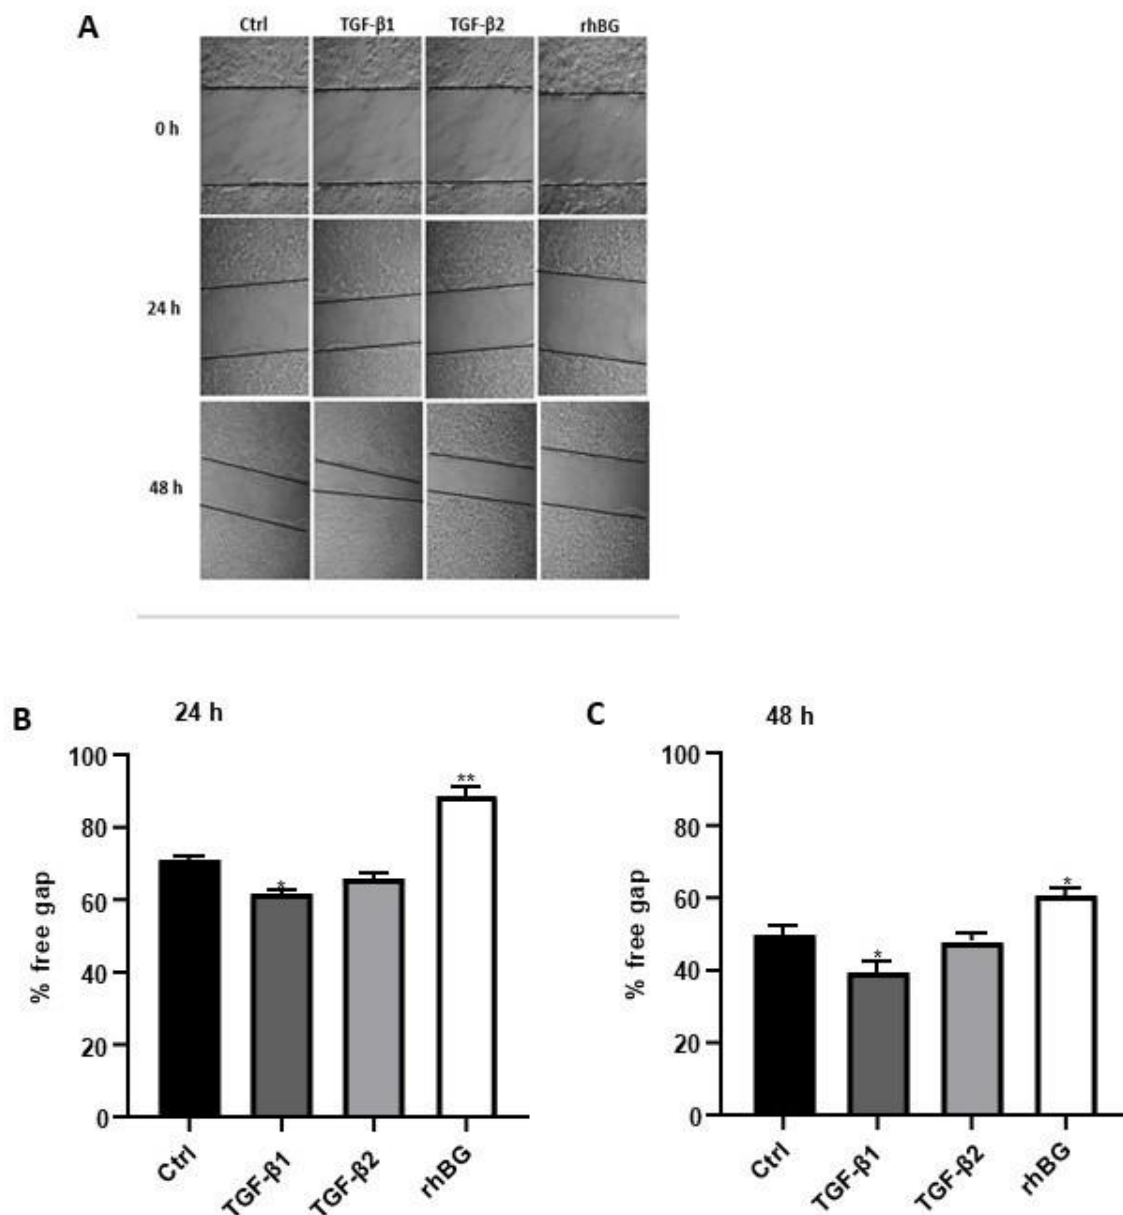 A
Ctrl TGF-β1 TGF-β2 rhBG
0 h
24 h
48 h
B
24 h
% free gap
100
80
60
40
20
0
*
**
Ctrl TGF-β1 TGF-β2 rhBG
C
48 h
% free gap
100
80
60
40
20
0
*
*
Ctrl TGF-β1 TGF-β2 rhBG